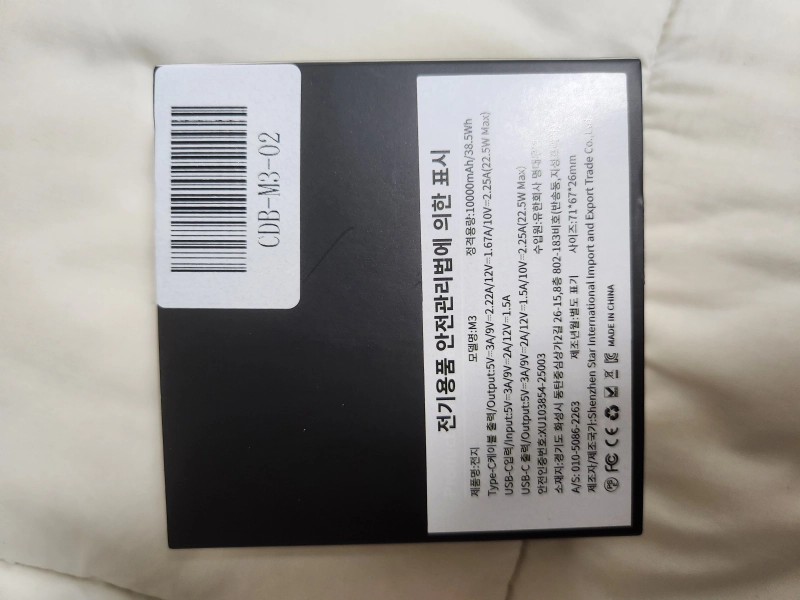 CDB-M3-02
전기용품 안전관리법에 의한 표시
제품명:전지 모델명:M3 정격용량:10000mAh/38.5Wh
Type-C케이블 출력/Output:5V=3A/9V=2.22A/12V=1.67A/10V=2.25A(22.5W Max)
USB-C입력/Input:5V=3A/9V=2A/12V=1.5A
USB-C 출력/Output:5V=3A/9V=2A/12V=1.5A/10V=2.25A(22.5W Max)
안전인증번호:XU103854-25003 수입원:유한회사
소재지:경기도 화성시 동탄중심상가2길 26-15,8층 802-183비호(반송동,
A/S: 010-5086-2263 제조년월:별도 표기 사이즈:71*67*26mm
제조자/제조국가:Shenzhen Star International Import and Export Trade Co.,
MADE IN CHINA